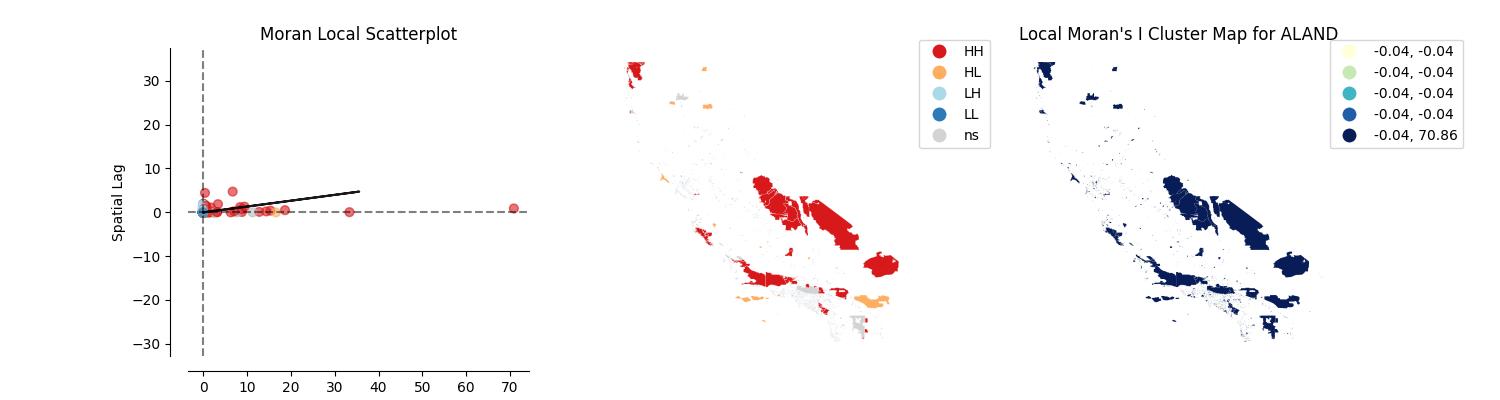 Moran Local Scatterplot
Spatial Lag
30
20
10
0
−10
−20
−30
0 10 20 30 40 50 60 70
HH
HL
LH
LL
ns
Local Moran's I Cluster Map for ALAND
-0.04, -0.04
-0.04, -0.04
-0.04, -0.04
-0.04, -0.04
-0.04, 70.86